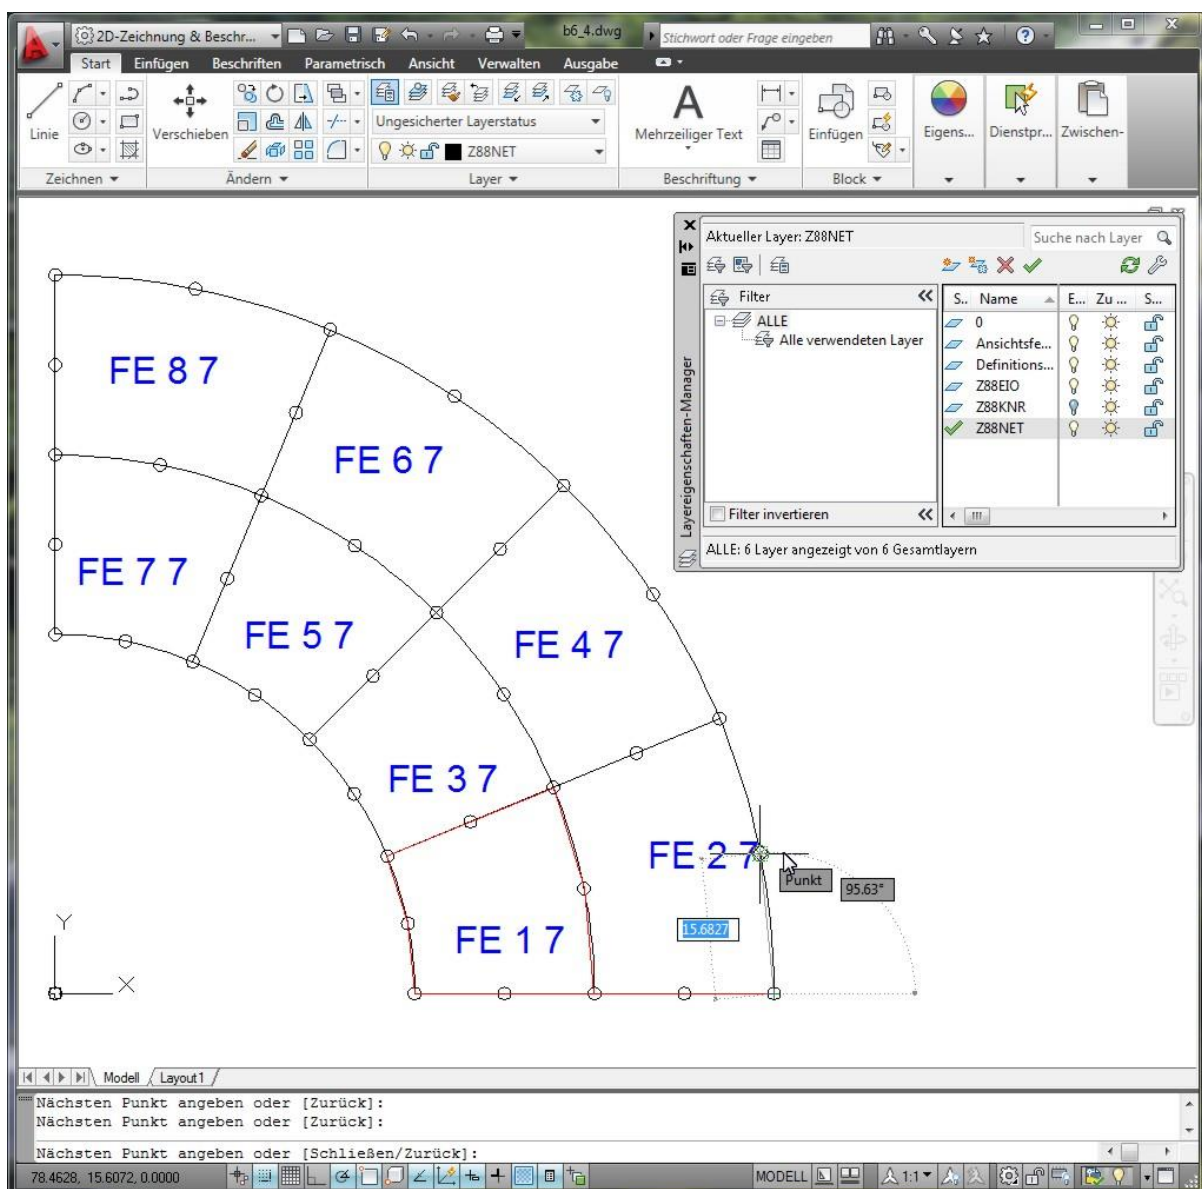 2D-Zeichnung & Beschr...
b6_4.dwg
Stichwort oder Frage eingeben
Start Einfügen Beschriften Parametrisch Ansicht Verwalten Ausgabe
Linie
Verschieben
Ungesicherter Layerstatus
Z88NET
Mehrzeiliger Text
Einfügen
Eigens...
Dienstpr...
Zwischen-
Zeichnen
Ändern
Layer
Beschriftung
Block
Aktueller Layer: Z88NET
Suche nach Layer
Filter
ALLE
Alle verwendeten Layer
Filter invertieren
S.. Name E... Zu ... S...
0
Ansichtsfe...
Definitions...
Z88EIO
Z88KNR
Z88NET
ALLE: 6 Layer angezeigt von 6 Gesamtlayern
Layereigenschaften-Manager
FE 8 7
FE 6 7
FE 7 7
FE 5 7
FE 4 7
FE 3 7
FE 2 7
Punkt
95.63°
15.6827
FE 1 7
Y
X
Modell Layout1
Nächsten Punkt angeben oder [Zurück]:
Nächsten Punkt angeben oder [Zurück]:
Nächsten Punkt angeben oder [Schließen/Zurück]:
78.4628, 15.6072, 0.0000
MODELL
1:1